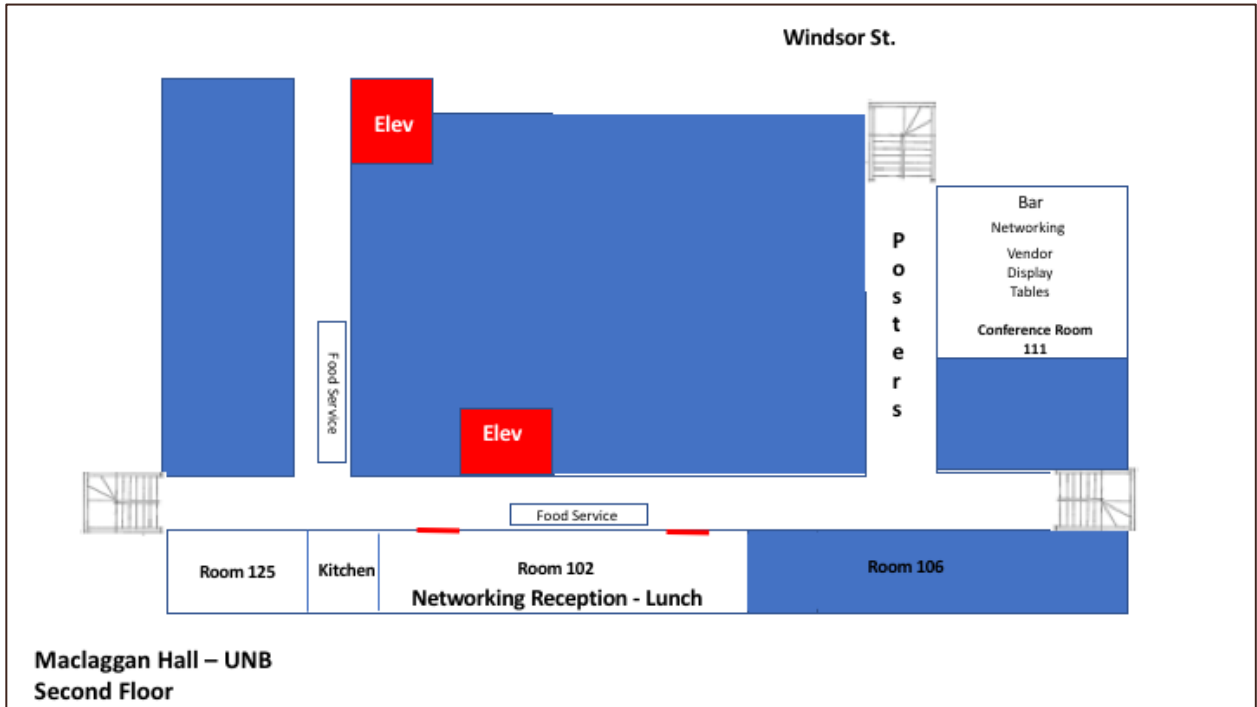 Windsor St.
Elev
Bar
Networking
Vendor
Display
Tables
Conference Room
111
Posters
Food Service
Elev
Food Service
Room 125
Kitchen
Room 102
Networking Reception - Lunch
Room 106
Maclaggan Hall – UNB
Second Floor